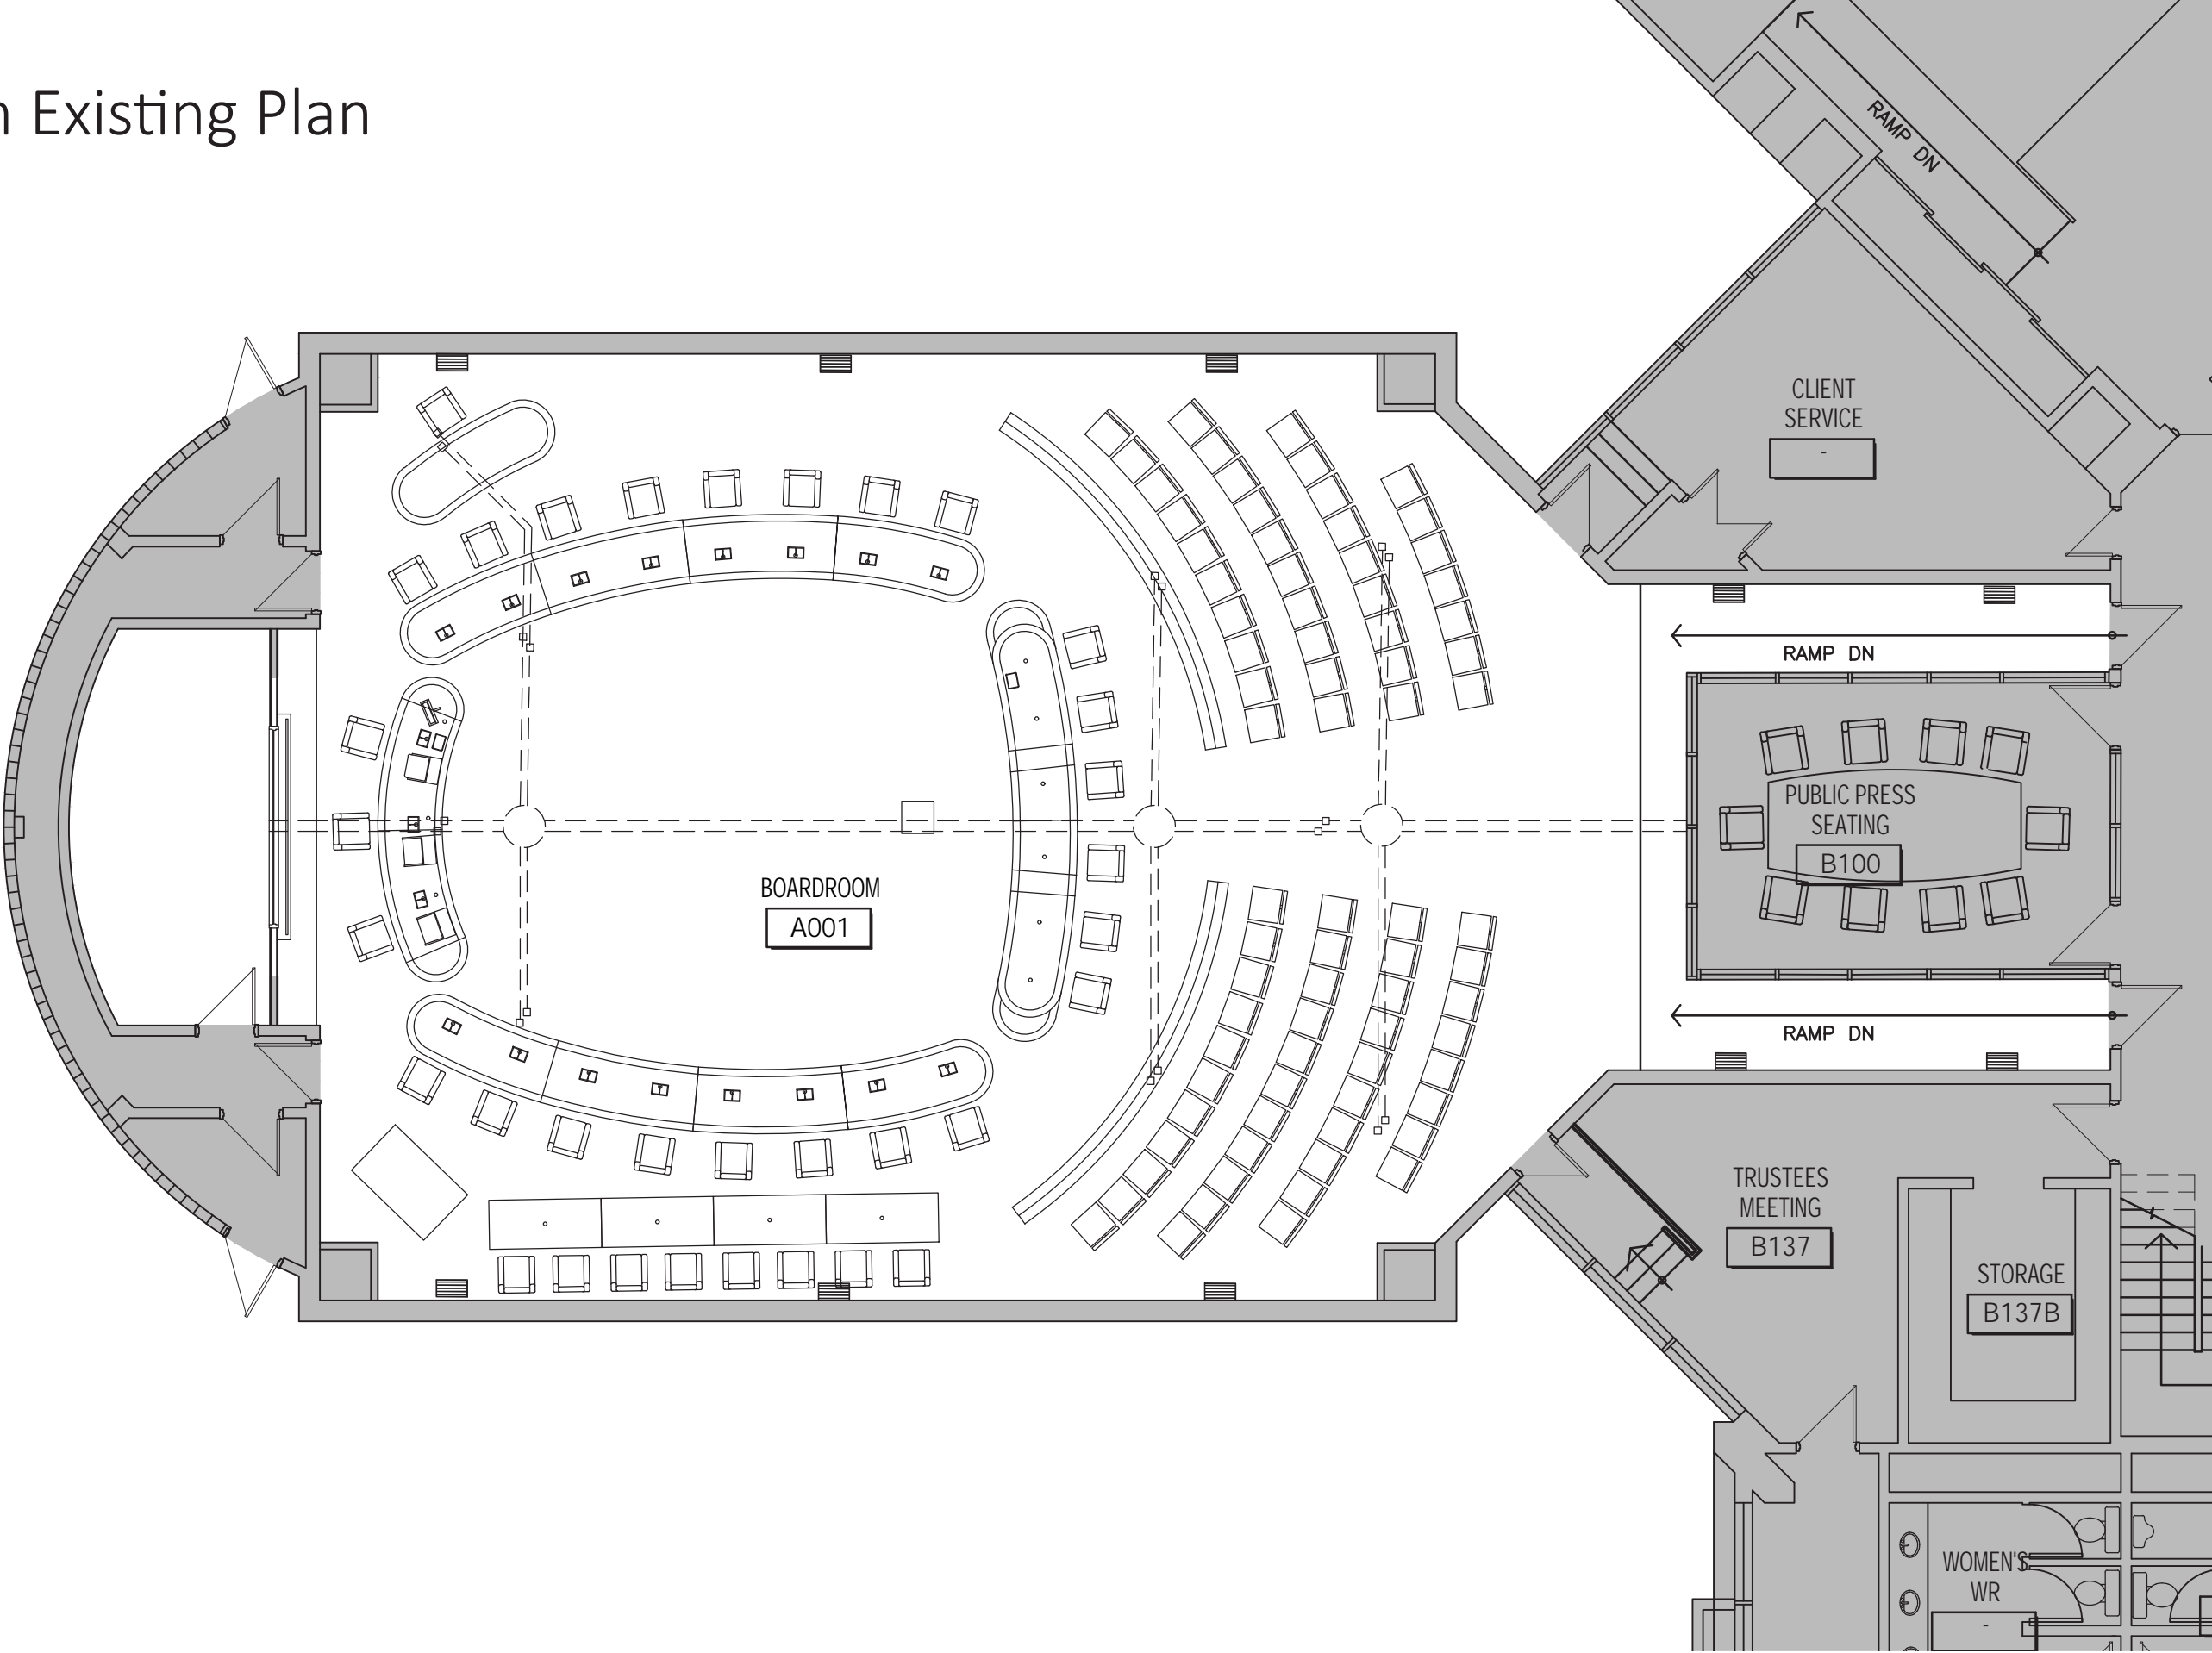 n Existing Plan
RAMP DN
CLIENT
SERVICE
-
RAMP DN
PUBLIC PRESS
SEATING
B100
BOARDROOM
A001
RAMP DN
TRUSTEES
MEETING
B137
STORAGE
B137B
WOMEN'S
WR
-